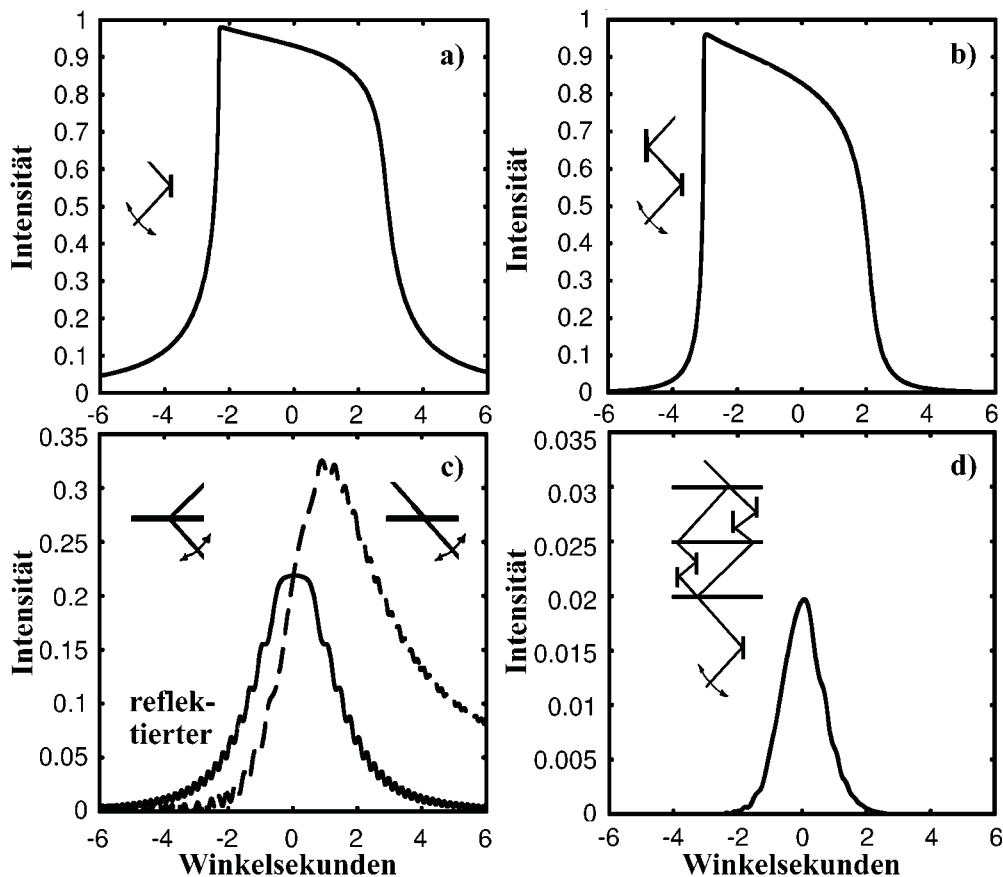 1
0.9
0.8
0.7
0.6
0.5
0.4
0.3
0.2
0.1
0
-6 -4 -2 0 2 4 6
Intensität
a)
1
0.9
0.8
0.7
0.6
0.5
0.4
0.3
0.2
0.1
0
-6 -4 -2 0 2 4 6
Intensität
b)
0.35
0.3
0.25
0.2
0.15
0.1
0.05
0
-6 -4 -2 0 2 4 6
Intensität
Winkelsekunden
c)
reflek-
tierter
0.035
0.03
0.025
0.02
0.015
0.01
0.005
0
-6 -4 -2 0 2 4 6
Intensität
Winkelsekunden
d)